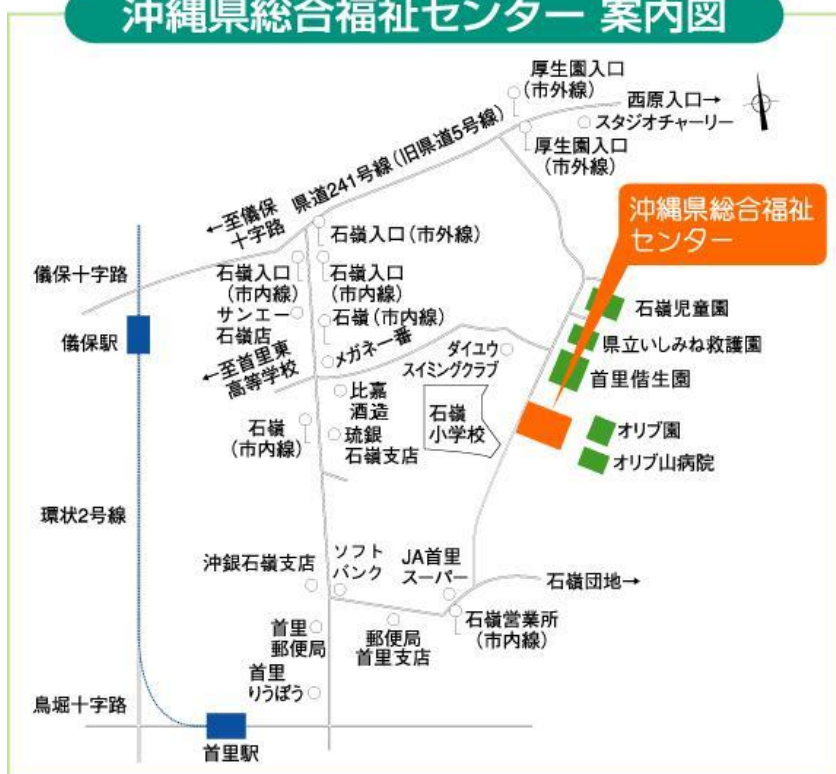 沖縄県総合福祉センター 案内図
厚生園入口
(市外線)
西原入口→
スタジオチャーリー
厚生園入口
(市外線)
県道241号線(旧県道5号線)
←至儀保
十字路
沖縄県総合福祉
センター
石嶺入口(市外線)
儀保十字路
石嶺入口
(市内線)
石嶺入口
(市内線)
サンエー
石嶺店
石嶺(市内線)
石嶺児童園
儀保駅
メガネ一番
県立いしみね救護園
←至首里東
高等学校
ダイユウ
スイミングクラブ
首里偕生園
比嘉
酒造
石嶺
小学校
石嶺
(市内線)
琉銀
石嶺支店
オリブ園
オリブ山病院
環状2号線
沖銀石嶺支店
ソフト
バンク
JA首里
スーパー
石嶺団地→
首里
郵便局
郵便局
首里支店
石嶺営業所
(市内線)
首里
りうぼう
鳥堀十字路
首里駅